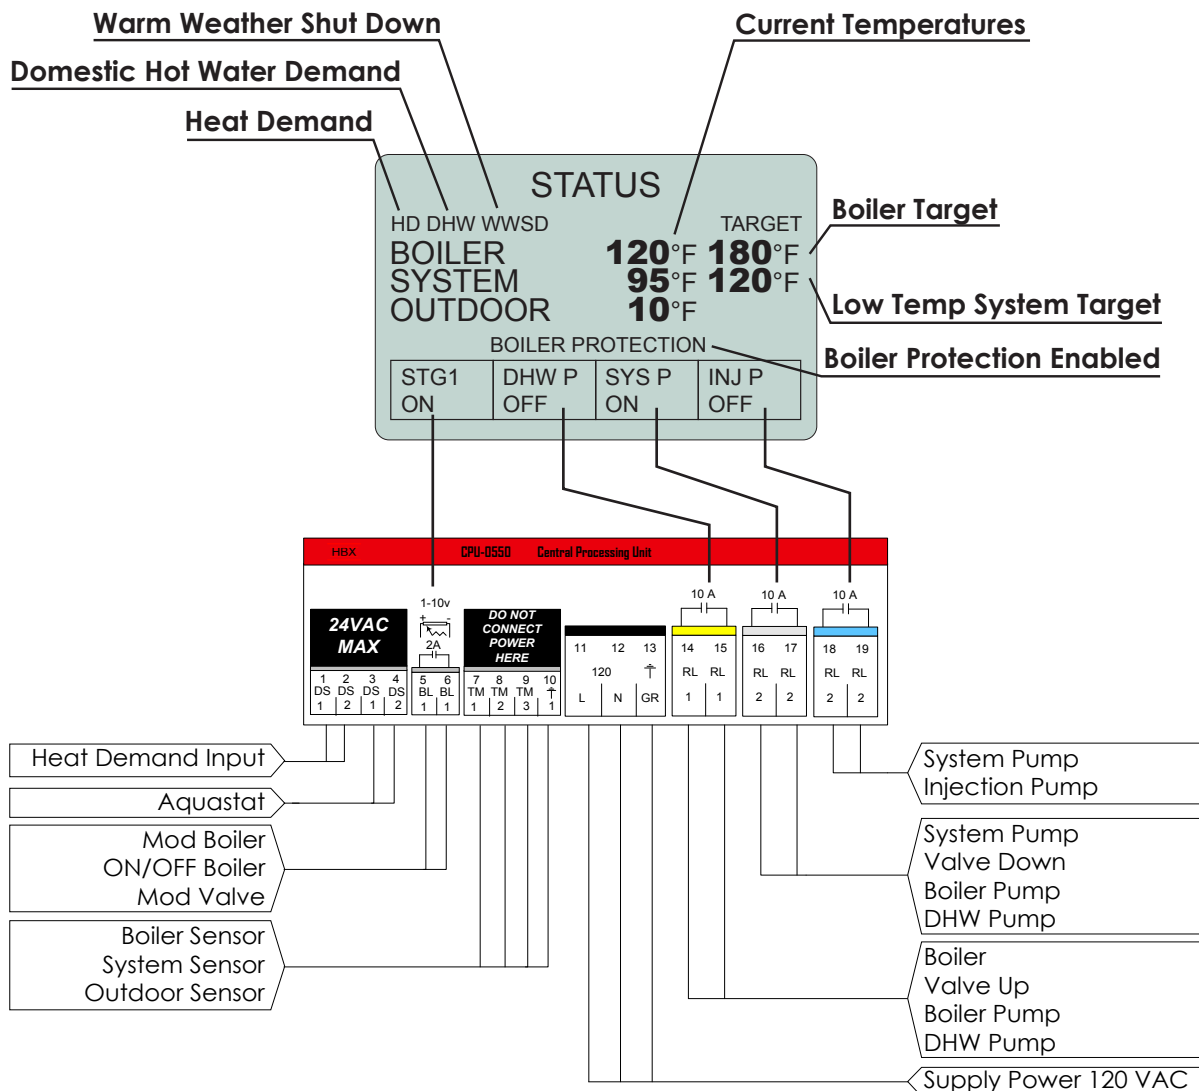 Warm Weather Shut Down
Current Temperatures
Domestic Hot Water Demand
Heat Demand
STATUS
HD DHW WWSD TARGET
BOILER 120°F 180°F
SYSTEM 95°F 120°F
OUTDOOR 10°F
BOILER PROTECTION
STG1 DHW P SYS P INJ P
ON OFF ON OFF
Boiler Target
Low Temp System Target
Boiler Protection Enabled
HBX CPU-0550 Central Processing Unit
24VAC
MAX
1-10v
+ -
2A
DO NOT
CONNECT
POWER
HERE
10 A 10 A 10 A
1 2 3 4 5 6 7 8 9 10 11 12 13 14 15 16 17 18 19
DS DS DS DS BL BL TM TM TM 120 RL RL RL RL RL RL
1 2 1 2 1 1 1 2 3 1 L N GR 1 1 2 2 2 2
Heat Demand Input
Aquastat
Mod Boiler
ON/OFF Boiler
Mod Valve
Boiler Sensor
System Sensor
Outdoor Sensor
System Pump
Injection Pump
System Pump
Valve Down
Boiler Pump
DHW Pump
Boiler
Valve Up
Boiler Pump
DHW Pump
Supply Power 120 VAC